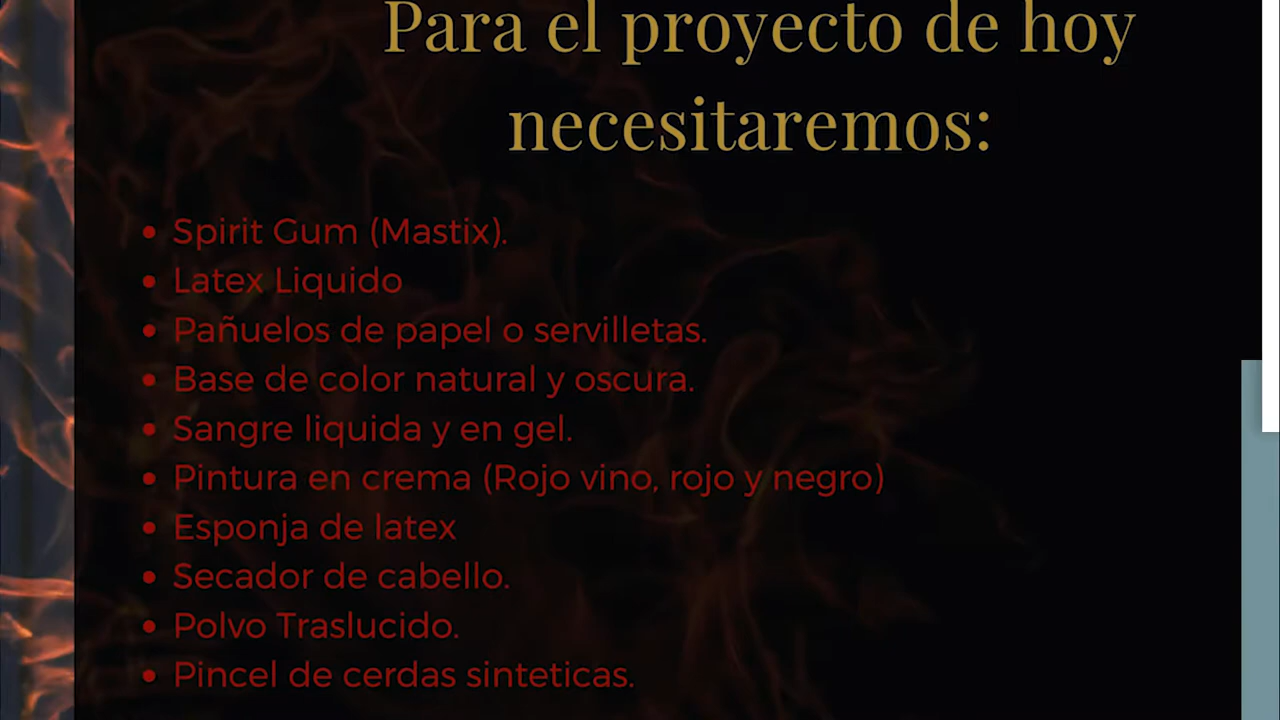 Para el proyecto de hoy
necesitaremos:
• Spirit Gum (Mastix).
• Latex Liquido
• Pañuelos de papel o servilletas.
• Base de color natural y oscura.
• Sangre liquida y en gel.
• Pintura en crema (Rojo vino, rojo y negro)
• Esponja de latex
• Secador de cabello.
• Polvo Traslucido.
• Pincel de cerdas sinteticas.